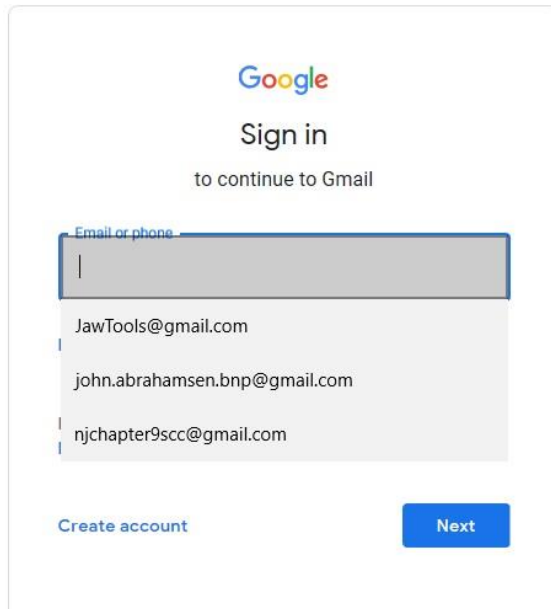 Google
Sign in
to continue to Gmail
Email or phone
JawTools@gmail.com
john.abrahamsen.bnp@gmail.com
njchapter9scc@gmail.com
Create account
Next